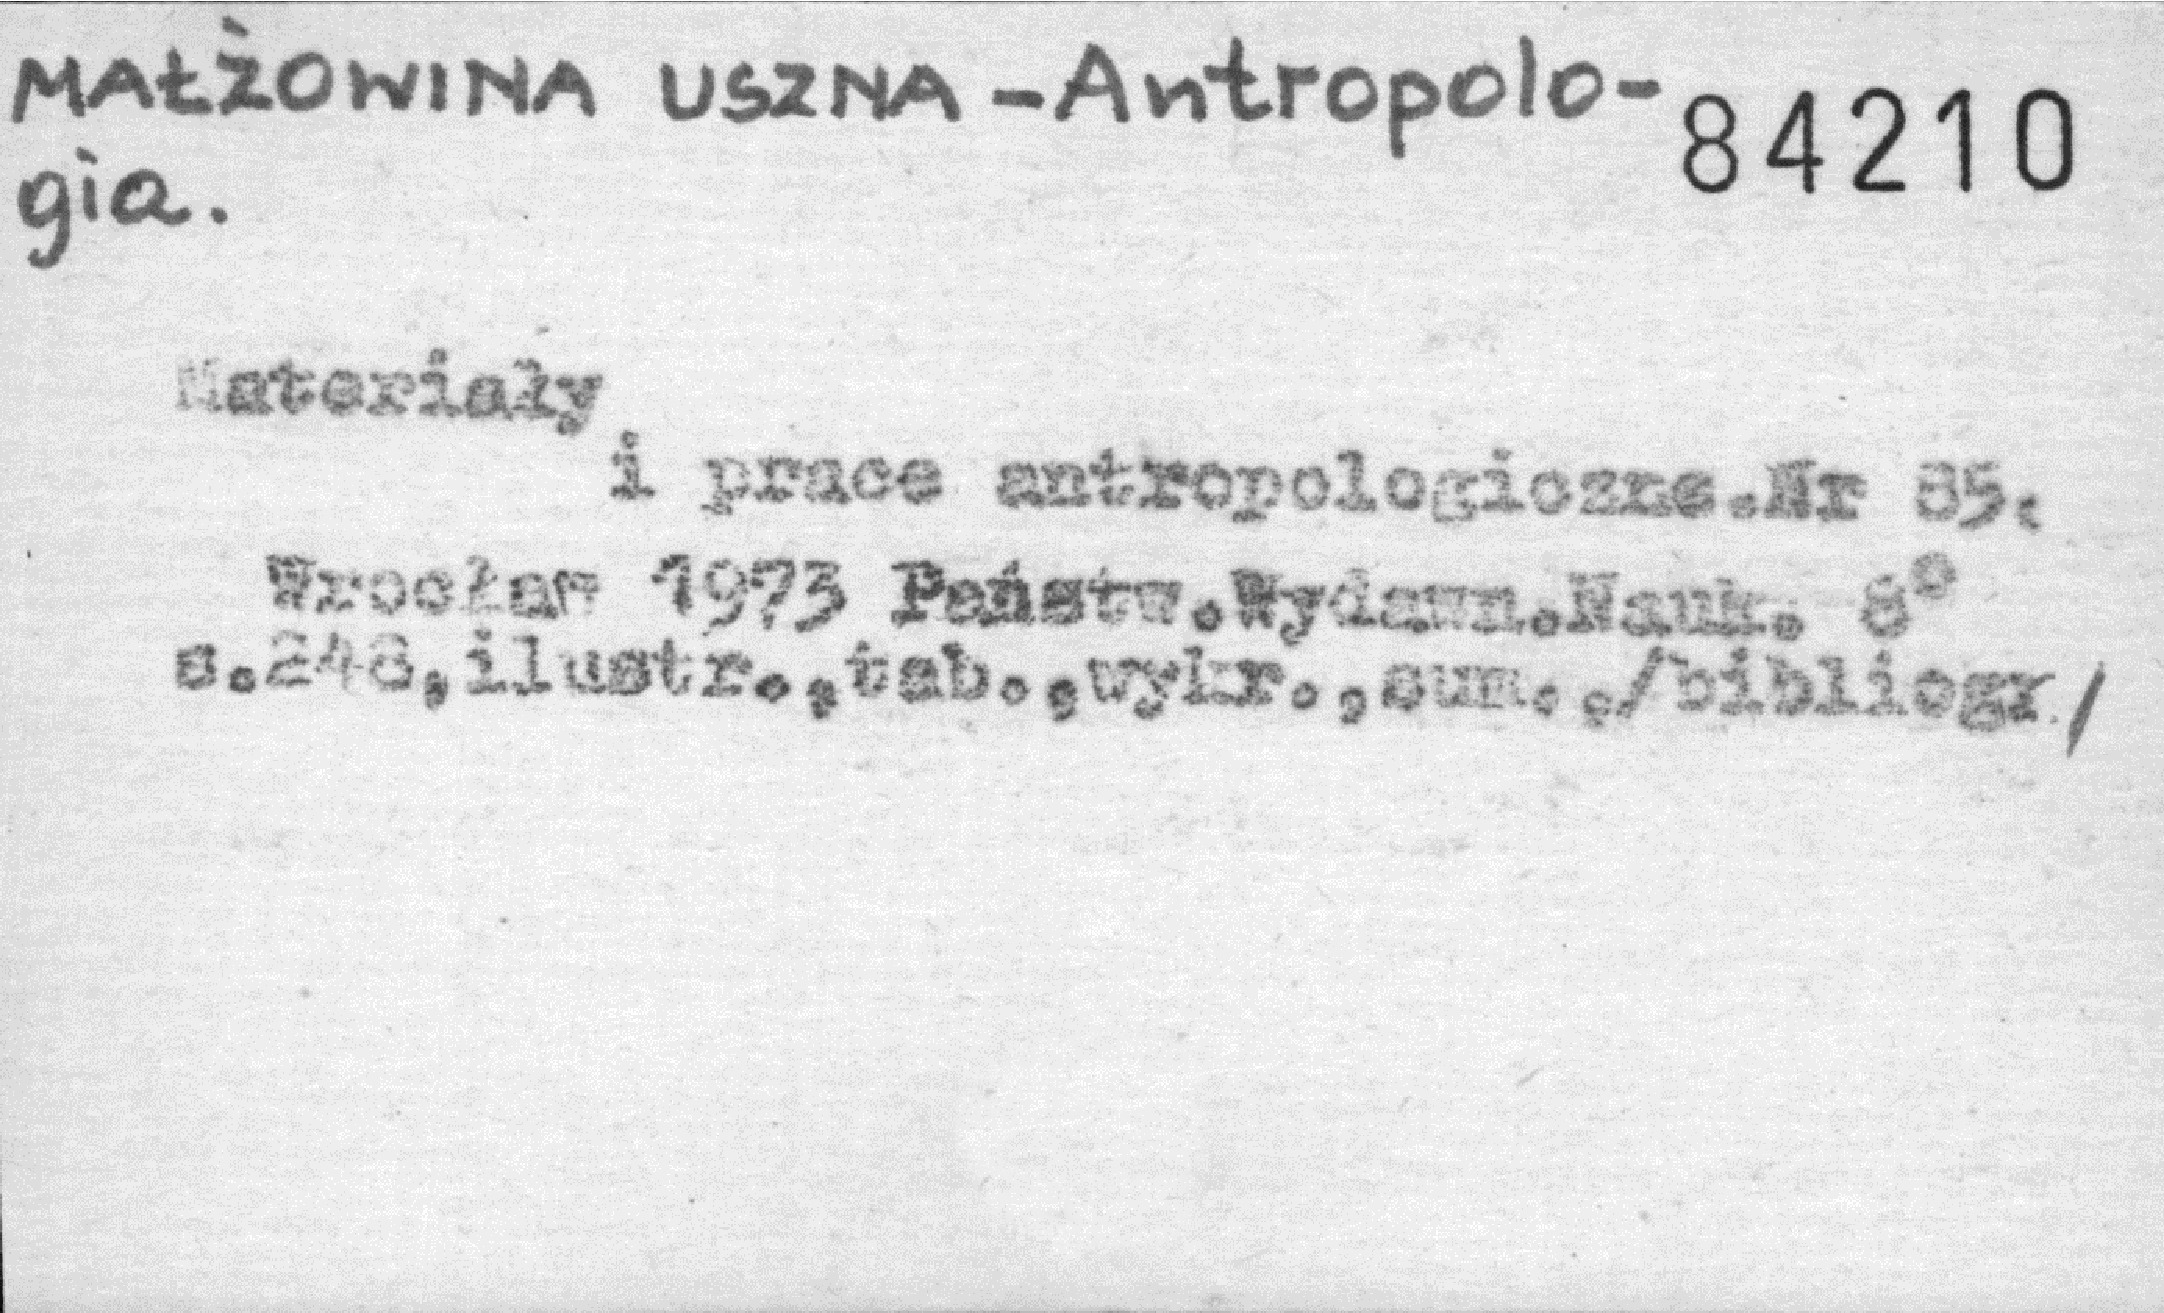 MAŁŻOWINA USZNA - Antropolo- 84210
gia.
Materiały
i prace antropologiczne.Nr 85.
Wrocław 1973 Państw.Wydawn.Nauk. 8°
s.248,ilustr.,tab.,wykr.,sum.,/bibliogr./